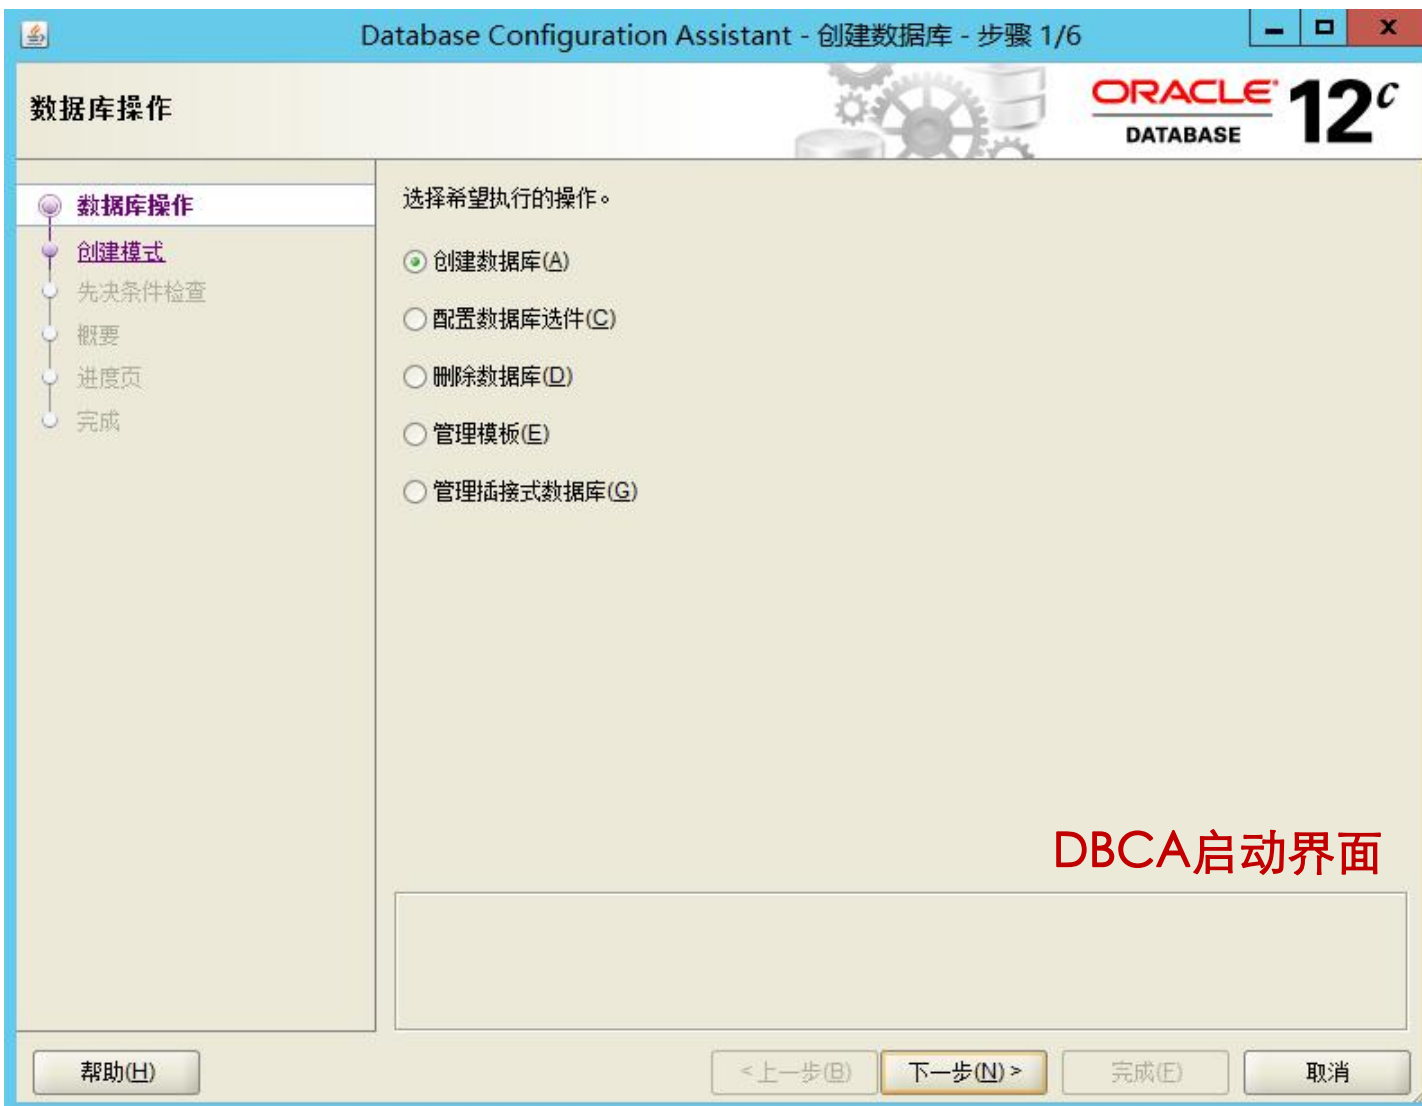 Database Configuration Assistant - 创建数据库 - 步骤 1/6
数据库操作
ORACLE
DATABASE
12c
数据库操作
创建模式
先决条件检查
概要
进度页
完成
选择希望执行的操作。
创建数据库(A)
配置数据库选件(C)
删除数据库(D)
管理模板(E)
管理插接式数据库(G)
DBCA启动界面
帮助(H)
<上一步(B)
下一步(N) >
完成(F)
取消